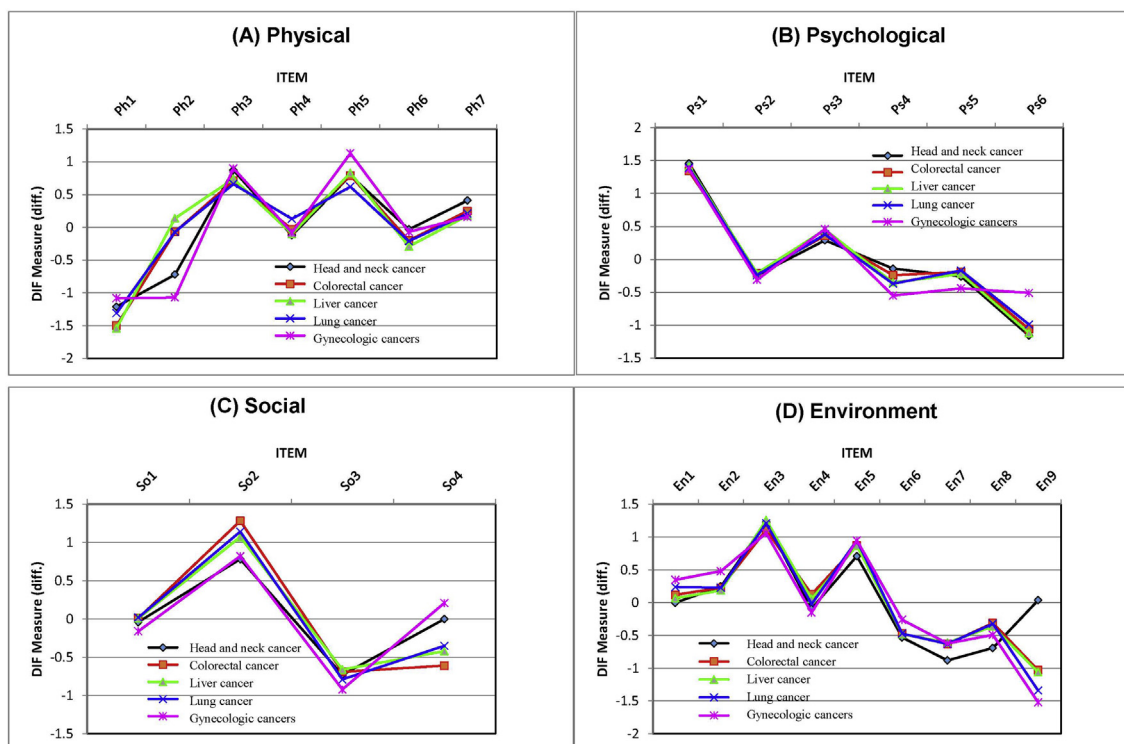 (A) Physical
ITEM
Ph1 Ph2 Ph3 Ph4 Ph5 Ph6 Ph7
DIF Measure (diff.)
1.5
1
0.5
0
-0.5
-1
-1.5
-2
Head and neck cancer
Colorectal cancer
Liver cancer
Lung cancer
Gynecologic cancers
(B) Psychological
ITEM
Ps1 Ps2 Ps3 Ps4 Ps5 Ps6
DIF Measure (diff.)
2
1.5
1
0.5
0
-0.5
-1
-1.5
Head and neck cancer
Colorectal cancer
Liver cancer
Lung cancer
Gynecologic cancers
(C) Social
ITEM
So1 So2 So3 So4
DIF Measure (diff.)
1.5
1
0.5
0
-0.5
-1
-1.5
Head and neck cancer
Colorectal cancer
Liver cancer
Lung cancer
Gynecologic cancers
(D) Environment
ITEM
En1 En2 En3 En4 En5 En6 En7 En8 En9
DIF Measure (diff.)
1.5
1
0.5
0
-0.5
-1
-1.5
-2
Head and neck cancer
Colorectal cancer
Liver cancer
Lung cancer
Gynecologic cancers